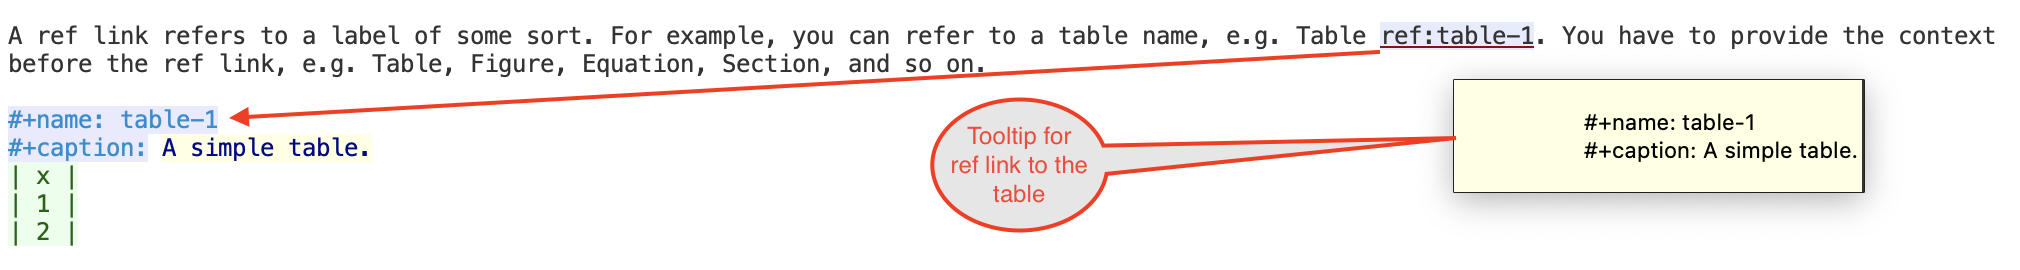 A ref link refers to a label of some sort. For example, you can refer to a table name, e.g. Table ref:table-1. You have to provide the context
before the ref link, e.g. Table, Figure, Equation, Section, and so on.
#+name: table-1
#+caption: A simple table.
| x |
| 1 |
| 2 |
Tooltip for
ref link to the
table
#+name: table-1
#+caption: A simple table.